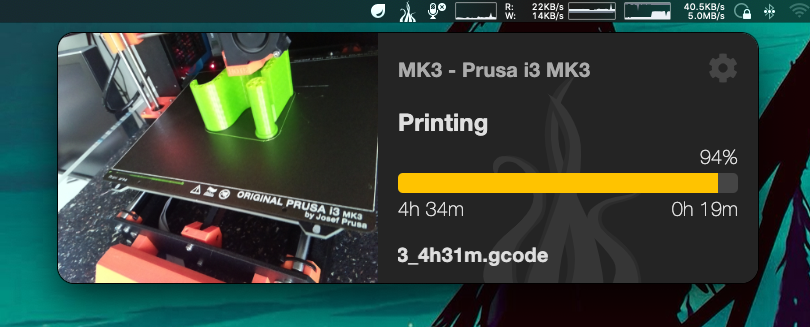 R: 22KB/s
W: 14KB/s
40.5KB/s
5.0MB/s
MK3 - Prusa i3 MK3
Printing
94%
4h 34m
0h 19m
3_4h31m.gcode
ORIGINAL PRUSA i3 MK3
by Josef Prusa